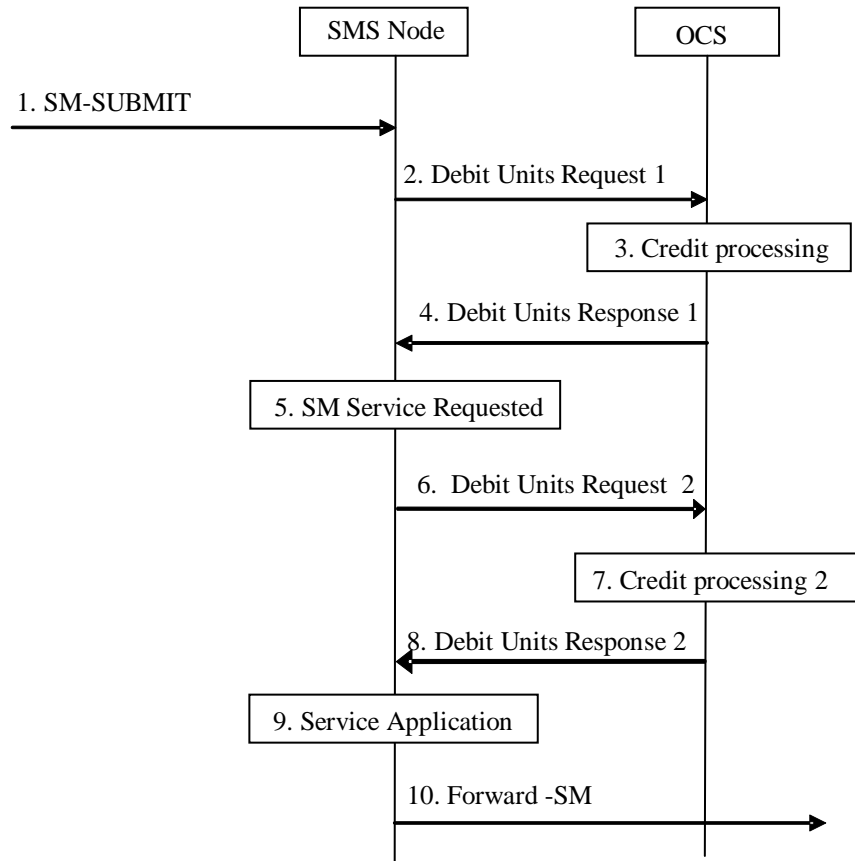 SMS Node
OCS
1. SM-SUBMIT
2. Debit Units Request 1
3. Credit processing
4. Debit Units Response 1
5. SM Service Requested
6. Debit Units Request 2
7. Credit processing 2
8. Debit Units Response 2
9. Service Application
10. Forward -SM